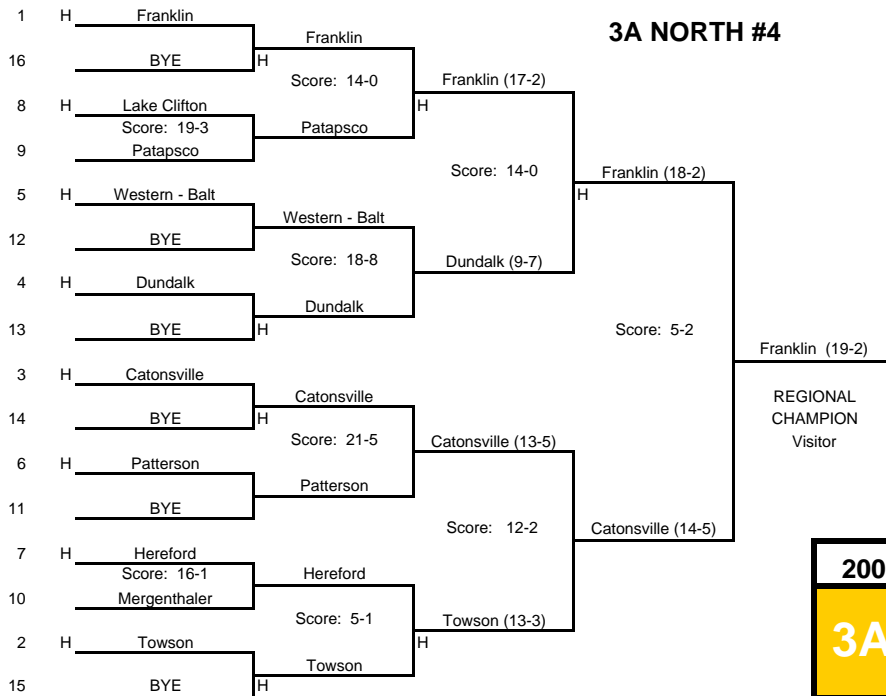 3A NORTH #4
1 H Franklin
16 BYE
Franklin
H
Score: 14-0
8 H Lake Clifton
Score: 19-3
9 Patapsco
Patapsco
Franklin (17-2)
H
5 H Western - Balt
12 BYE
Western - Balt
Score: 18-8
4 H Dundalk
13 BYE
Dundalk
H
Dundalk (9-7)
Score: 14-0
Franklin (18-2)
H
3 H Catonsville
14 BYE
Catonsville
H
Score: 21-5
6 H Patterson
11 BYE
Patterson
Catonsville (13-5)
7 H Hereford
Score: 16-1
10 Mergenthaler
Hereford
Score: 5-1
2 H Towson
15 BYE
Towson
H
Towson (13-3)
H
Score: 12-2
Catonsville (14-5)
Score: 5-2
Franklin (19-2)
REGIONAL
CHAMPION
Visitor
200
3A